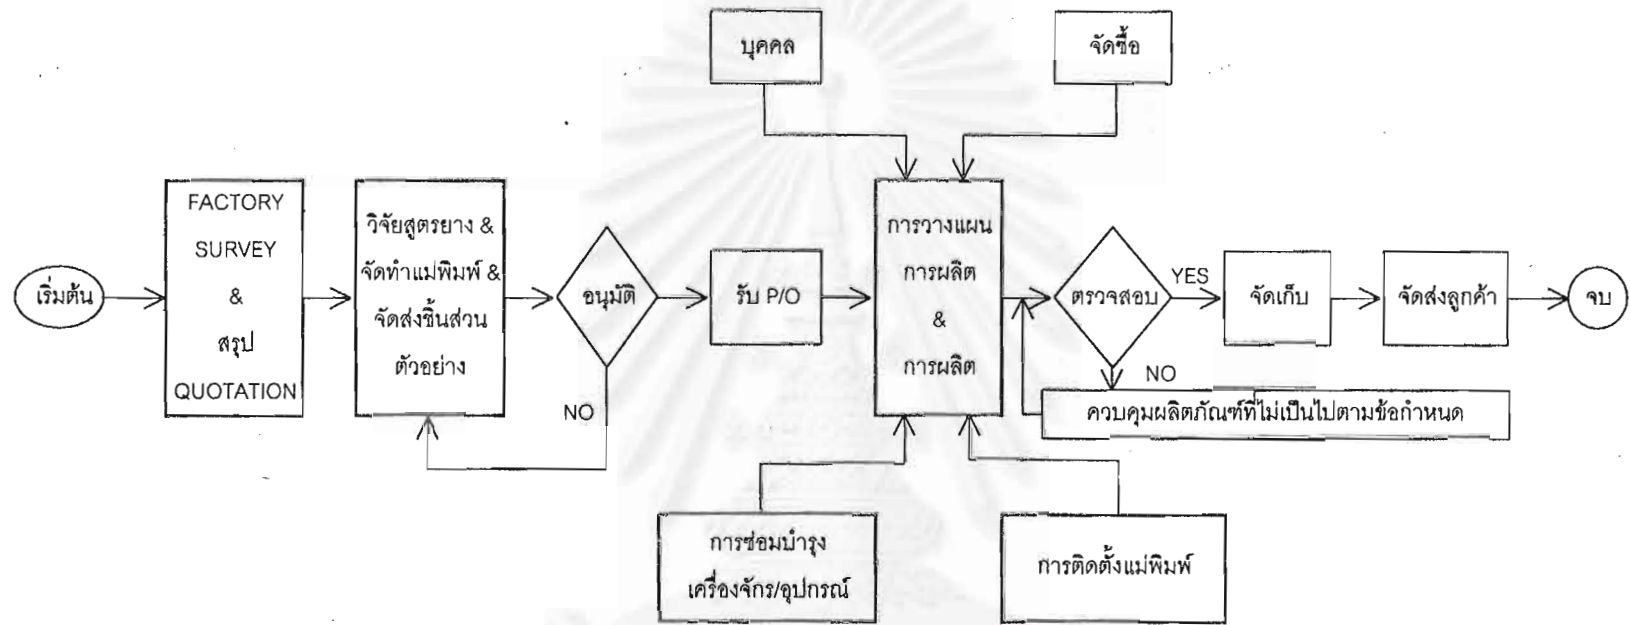 บุคคล
จัดซื้อ
เริ่มต้น
FACTORY
SURVEY
&
สรุป
QUOTATION
วิจัยสูตรยาง &
จัดทำแม่พิมพ์ &
จัดส่งชิ้นส่วน
ตัวอย่าง
อนุมัติ
NO
รับ P/O
การวางแผน
การผลิต
&
การผลิต
ตรวจสอบ
YES
NO
จัดเก็บ
จัดส่งลูกค้า
จบ
ควบคุมผลิตภัณฑ์ที่ไม่เป็นไปตามข้อกำหนด
การซ่อมบำรุง
เครื่องจักร/อุปกรณ์
การติดตั้งแม่พิมพ์